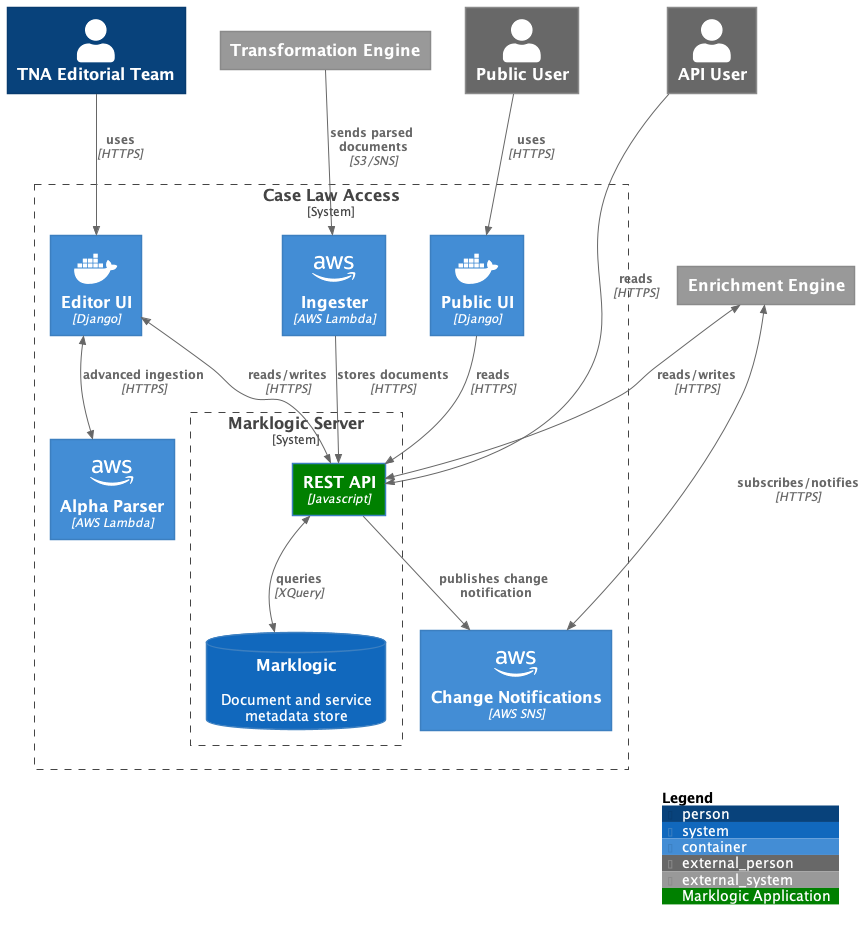 TNA Editorial Team
Transformation Engine
Public User
API User
uses
[HTTPS]
sends parsed
documents
[S3/SNS]
uses
[HTTPS]
Case Law Access
[System]
aws
Editor UI
[Django]
Ingester
[AWS Lambda]
Public UI
[Django]
reads
[HTTPS]
Enrichment Engine
advanced ingestion
[HTTPS]
reads/writes
[HTTPS]
stores documents
[HTTPS]
reads
[HTTPS]
reads/writes
[HTTPS]
Marklogic Server
[System]
aws
Alpha Parser
[AWS Lambda]
REST API
[Javascript]
subscribes/notifies
[HTTPS]
queries
[XQuery]
publishes change
notification
Marklogic
Document and service
metadata store
aws
Change Notifications
[AWS SNS]
Legend
person
system
container
external_person
external_system
Marklogic Application